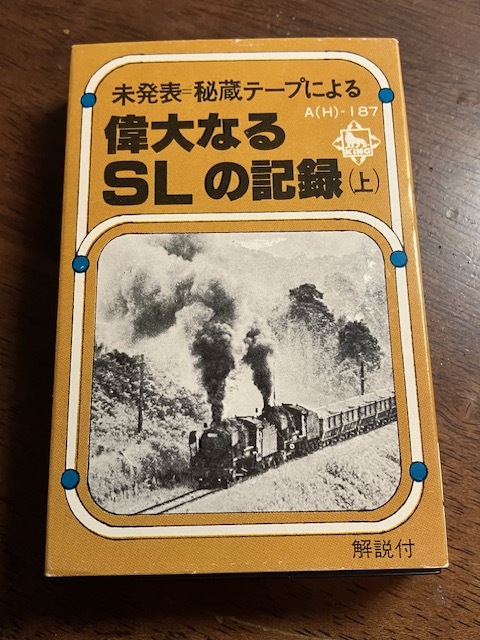 未発表=秘蔵テープによる
A(H)-187
偉大なる
KING
SLの記録(上)
解説付